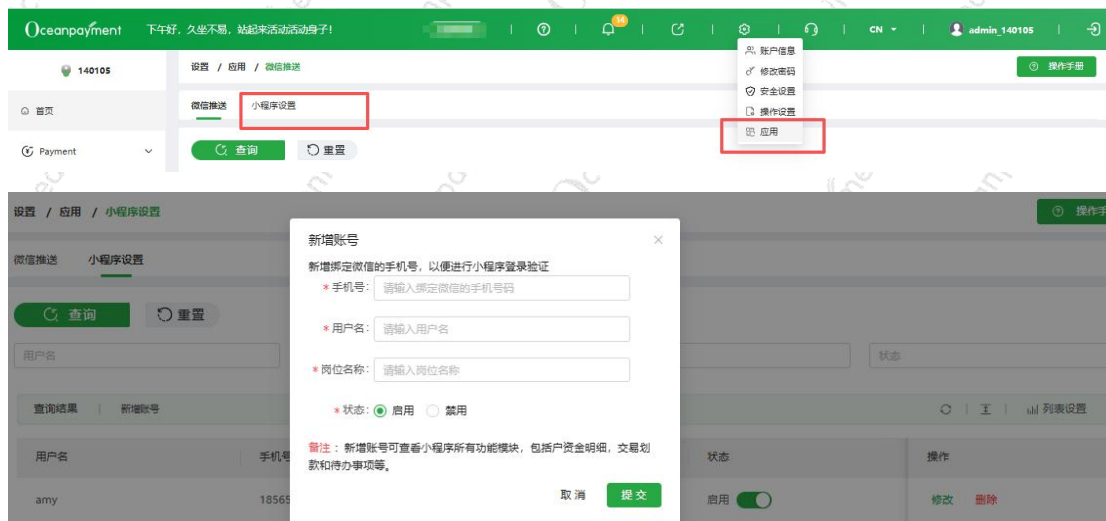 Oceanpayment 下午好，久坐不易，站起来活动活动身子！ 14 CN admin_140105
账户信息
140105 设置 / 应用 / 微信推送 修改密码 操作手册
安全设置
首页 微信推送 小程序设置 操作设置
应用
Payment 查询 重置
设置 / 应用 / 小程序设置 操作手
新增账号
微信推送 小程序设置 新增绑定微信的手机号，以便进行小程序登录验证
*手机号: 请输入绑定微信的手机号码
查询 重置
*用户名: 请输入用户名
用户名 状态
*岗位名称: 请输入岗位名称
查询结果 新增账号 *状态: 启用 禁用 列表设置
用户名 手机号 备注：新增账号可查看小程序所有功能模块，包括户资金明细，交易划 状态 操作
款和待办事项等。
amy 18565 取消 提交 启用 修改 删除